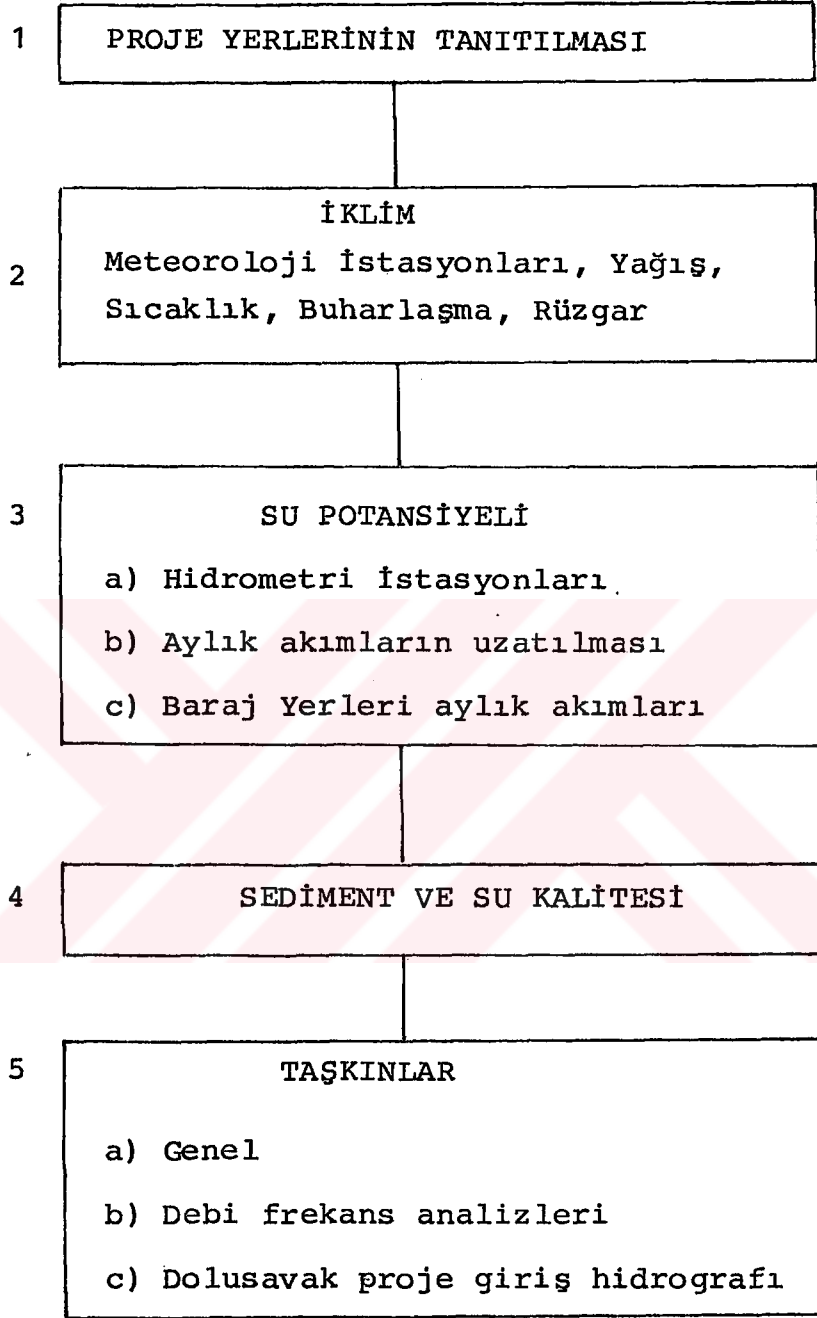 1 PROJE YERLERİNİN TANITILMASI
İKLİM
2 Meteoroloji İstasyonları, Yağış,
Sıcaklık, Buharlaşma, Rüzgar
3 SU POTANSİYELİ
a) Hidrometri İstasyonları
b) Aylık akımların uzatılması
c) Baraj Yerleri aylık akımları
4 SEDİMENT VE SU KALİTESİ
5 TAŞKINLAR
a) Genel
b) Debi frekans analizleri
c) Dolusavak proje giriş hidrografı